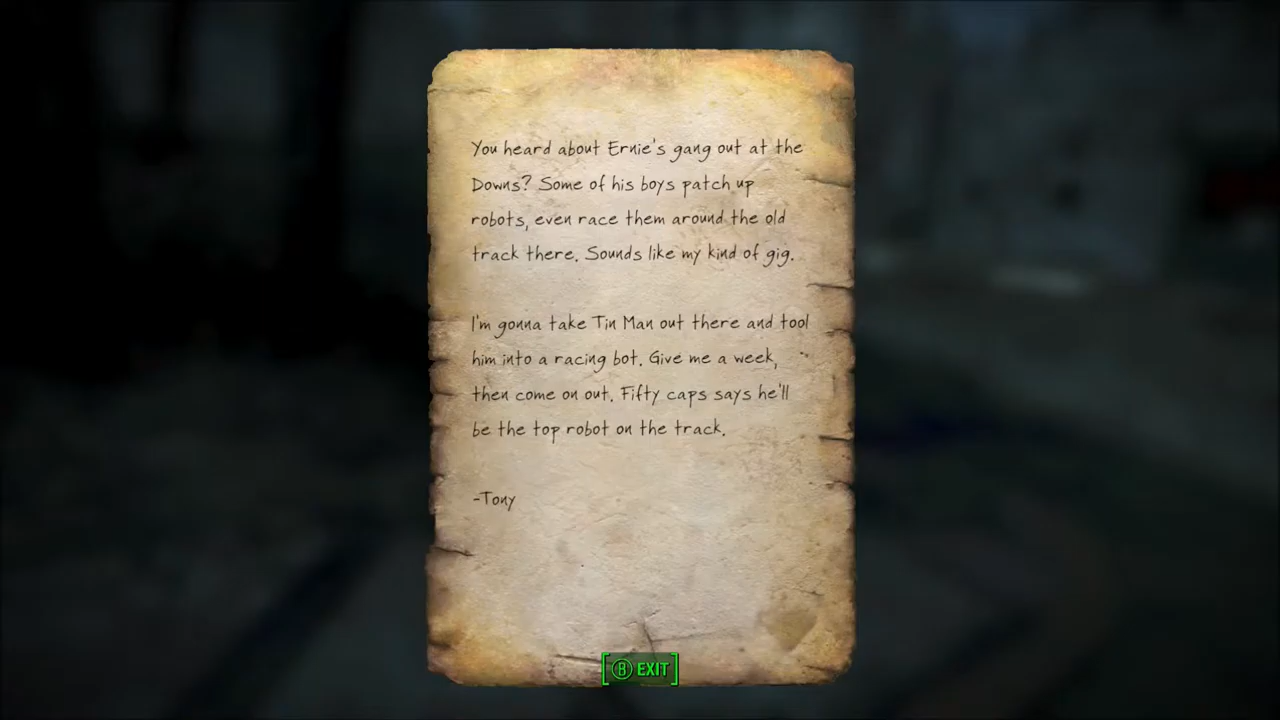 You heard about Ernie's gang out at the
Downs? Some of his boys patch up
robots, even race them around the old
track there. Sounds like my kind of gig.
I'm gonna take Tin Man out there and tool
him into a racing bot. Give me a week,
then come on out. Fifty caps says he'll
be the top robot on the track.
-Tony
B EXIT